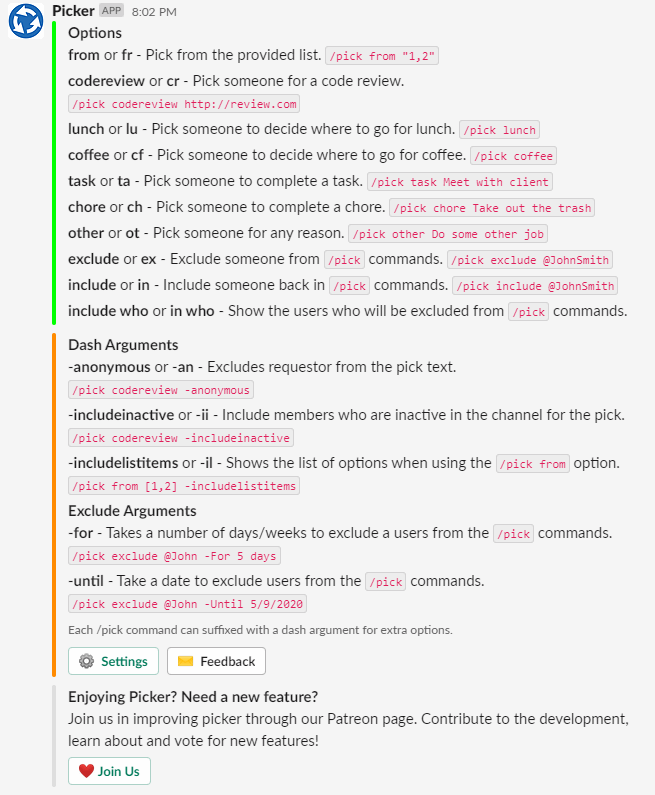 Picker APP 8:02 PM
Options
from or fr - Pick from the provided list. /pick from "1,2"
codereview or cr - Pick someone for a code review.
/pick codereview http://review.com
lunch or lu - Pick someone to decide where to go for lunch. /pick lunch
coffee or cf - Pick someone to decide where to go for coffee. /pick coffee
task or ta - Pick someone to complete a task. /pick task Meet with client
chore or ch - Pick someone to complete a chore. /pick chore Take out the trash
other or ot - Pick someone for any reason. /pick other Do some other job
exclude or ex - Exclude someone from /pick commands. /pick exclude @JohnSmith
include or in - Include someone back in /pick commands. /pick include @JohnSmith
include who or in who - Show the users who will be excluded from /pick commands.
Dash Arguments
-anonymous or -an - Excludes requestor from the pick text.
/pick codereview -anonymous
-includeinactive or -ii - Include members who are inactive in the channel for the pick.
/pick codereview -includeinactive
-includelistitems or -il - Shows the list of options when using the /pick from option.
/pick from [1,2] -includelistitems
Exclude Arguments
-for - Takes a number of days/weeks to exclude a users from the /pick commands.
/pick exclude @John -For 5 days
-until - Take a date to exclude users from the /pick commands.
/pick exclude @John -Until 5/9/2020
Each /pick command can suffixed with a dash argument for extra options.
Settings Feedback
Enjoying Picker? Need a new feature?
Join us in improving picker through our Patreon page. Contribute to the development,
learn about and vote for new features!
Join Us